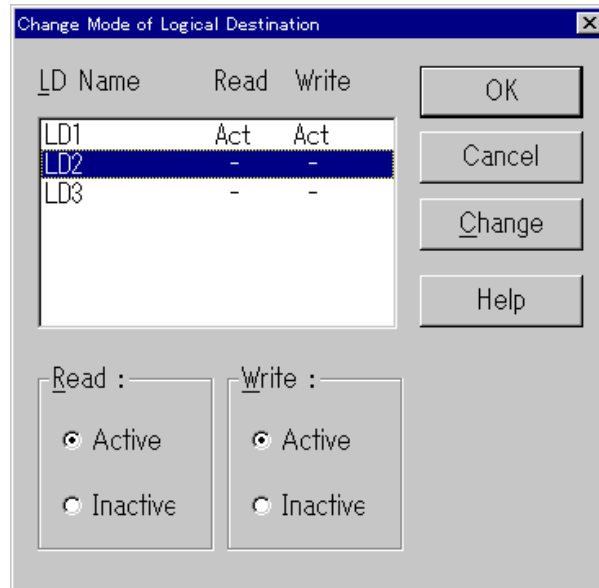 Change Mode of Logical Destination
LD Name Read Write
LD1 Act Act
LD2 - -
LD3 - -
OK
Cancel
Change
Help
Read :
Active
Inactive
Write :
Active
Inactive